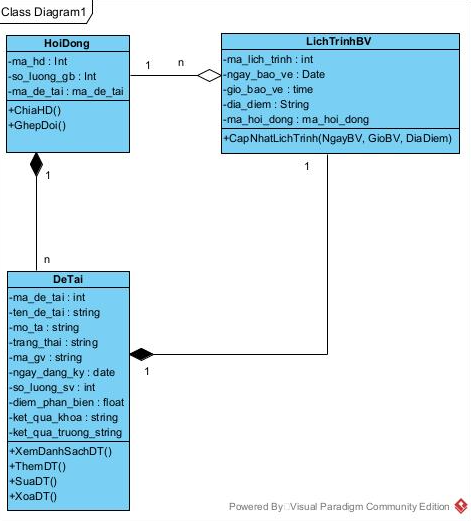 Class Diagram1
HoiDong
-ma_hd : Int
-so_luong_gb : Int
-ma_de_tai : ma_de_tai
+ChiaHD()
+GhepDoi()
1
n
LichTrinhBV
-ma_lich_trinh : int
-ngay_bao_ve : Date
-gio_bao_ve : time
-dia_diem : String
-ma_hoi_dong : ma_hoi_dong
+CapNhatLichTrinh(NgayBV, GioBV, DiaDiem)
1
1
n
DeTai
-ma_de_tai : int
-ten_de_tai : string
-mo_ta : string
-trang_thai : string
-ma_gv : string
-ngay_dang_ky : date
-so_luong_sv : int
-diem_phan_bien : float
-ket_qua_khoa : string
-ket_qua_truong_string
+XemDanhSachDT()
+ThemDT()
+SuaDT()
+XoaDT()
1
Powered By Visual Paradigm Community Edition